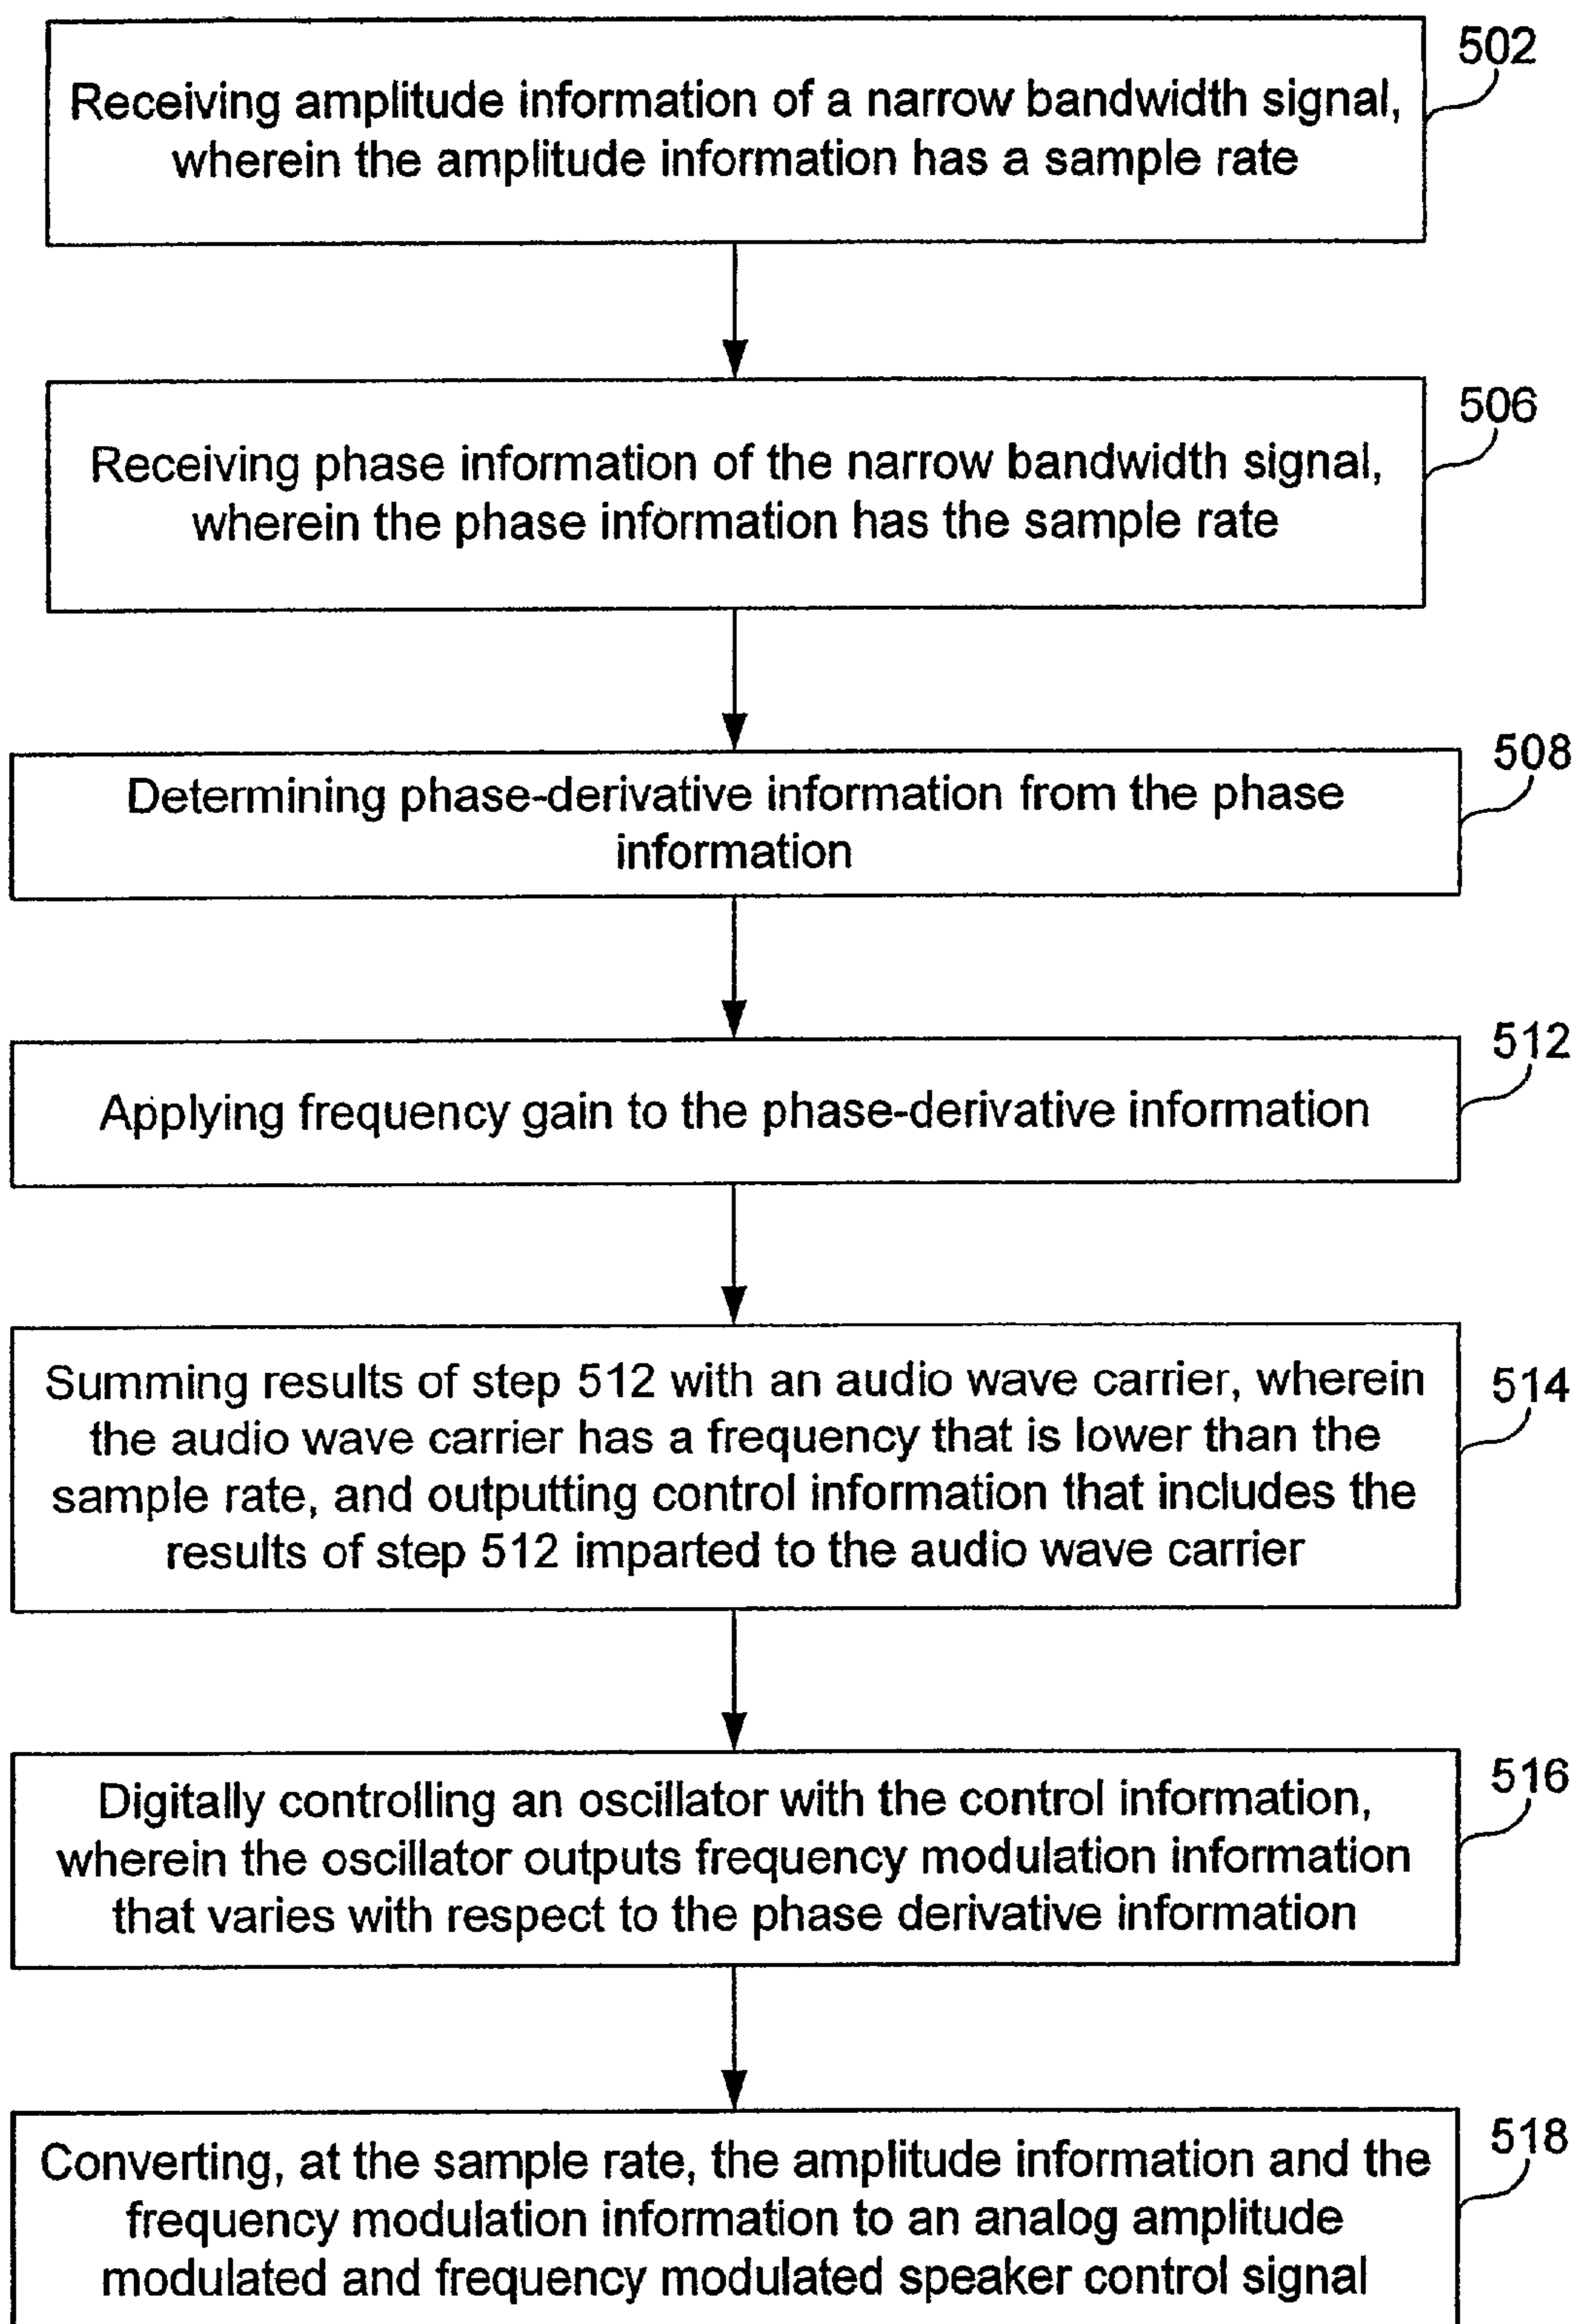 502
Receiving amplitude information of a narrow bandwidth signal,
wherein the amplitude information has a sample rate
506
Receiving phase information of the narrow bandwidth signal,
wherein the phase information has the sample rate
508
Determining phase-derivative information from the phase
information
512
Applying frequency gain to the phase-derivative information
514
Summing results of step 512 with an audio wave carrier, wherein
the audio wave carrier has a frequency that is lower than the
sample rate, and outputting control information that includes the
results of step 512 imparted to the audio wave carrier
516
Digitally controlling an oscillator with the control information,
wherein the oscillator outputs frequency modulation information
that varies with respect to the phase derivative information
518
Converting, at the sample rate, the amplitude information and the
frequency modulation information to an analog amplitude
modulated and frequency modulated speaker control signal